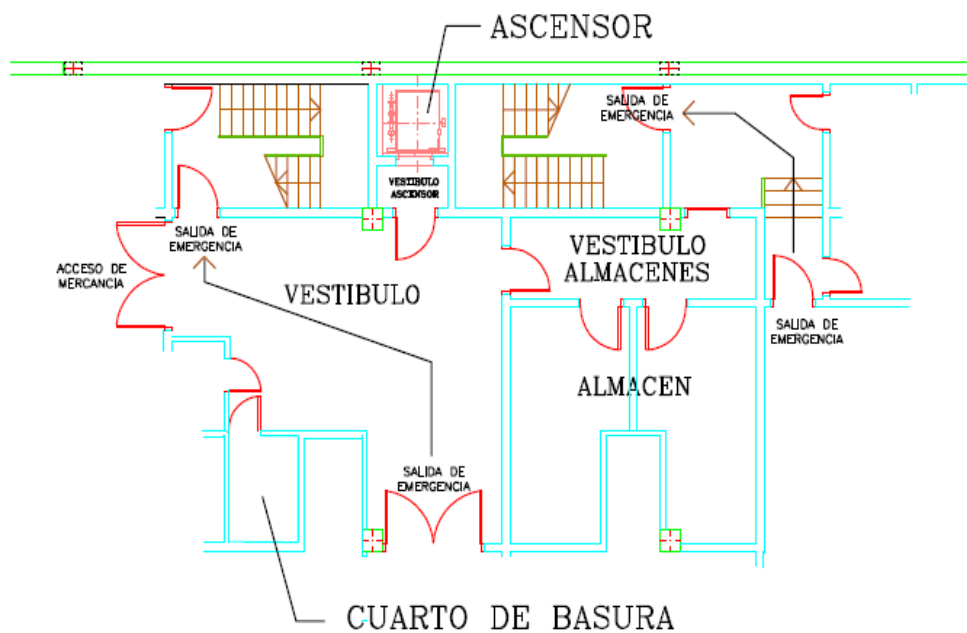 ASCENSOR
SALIDA DE
EMERGENCIA
VESTIBULO
ASCENSOR
SALIDA DE
EMERGENCIA
VESTIBULO
ALMACENES
ACCESO DE
MERCANCIA
VESTIBULO
SALIDA DE
EMERGENCIA
ALMACEN
SALIDA DE
EMERGENCIA
CUARTO DE BASURA